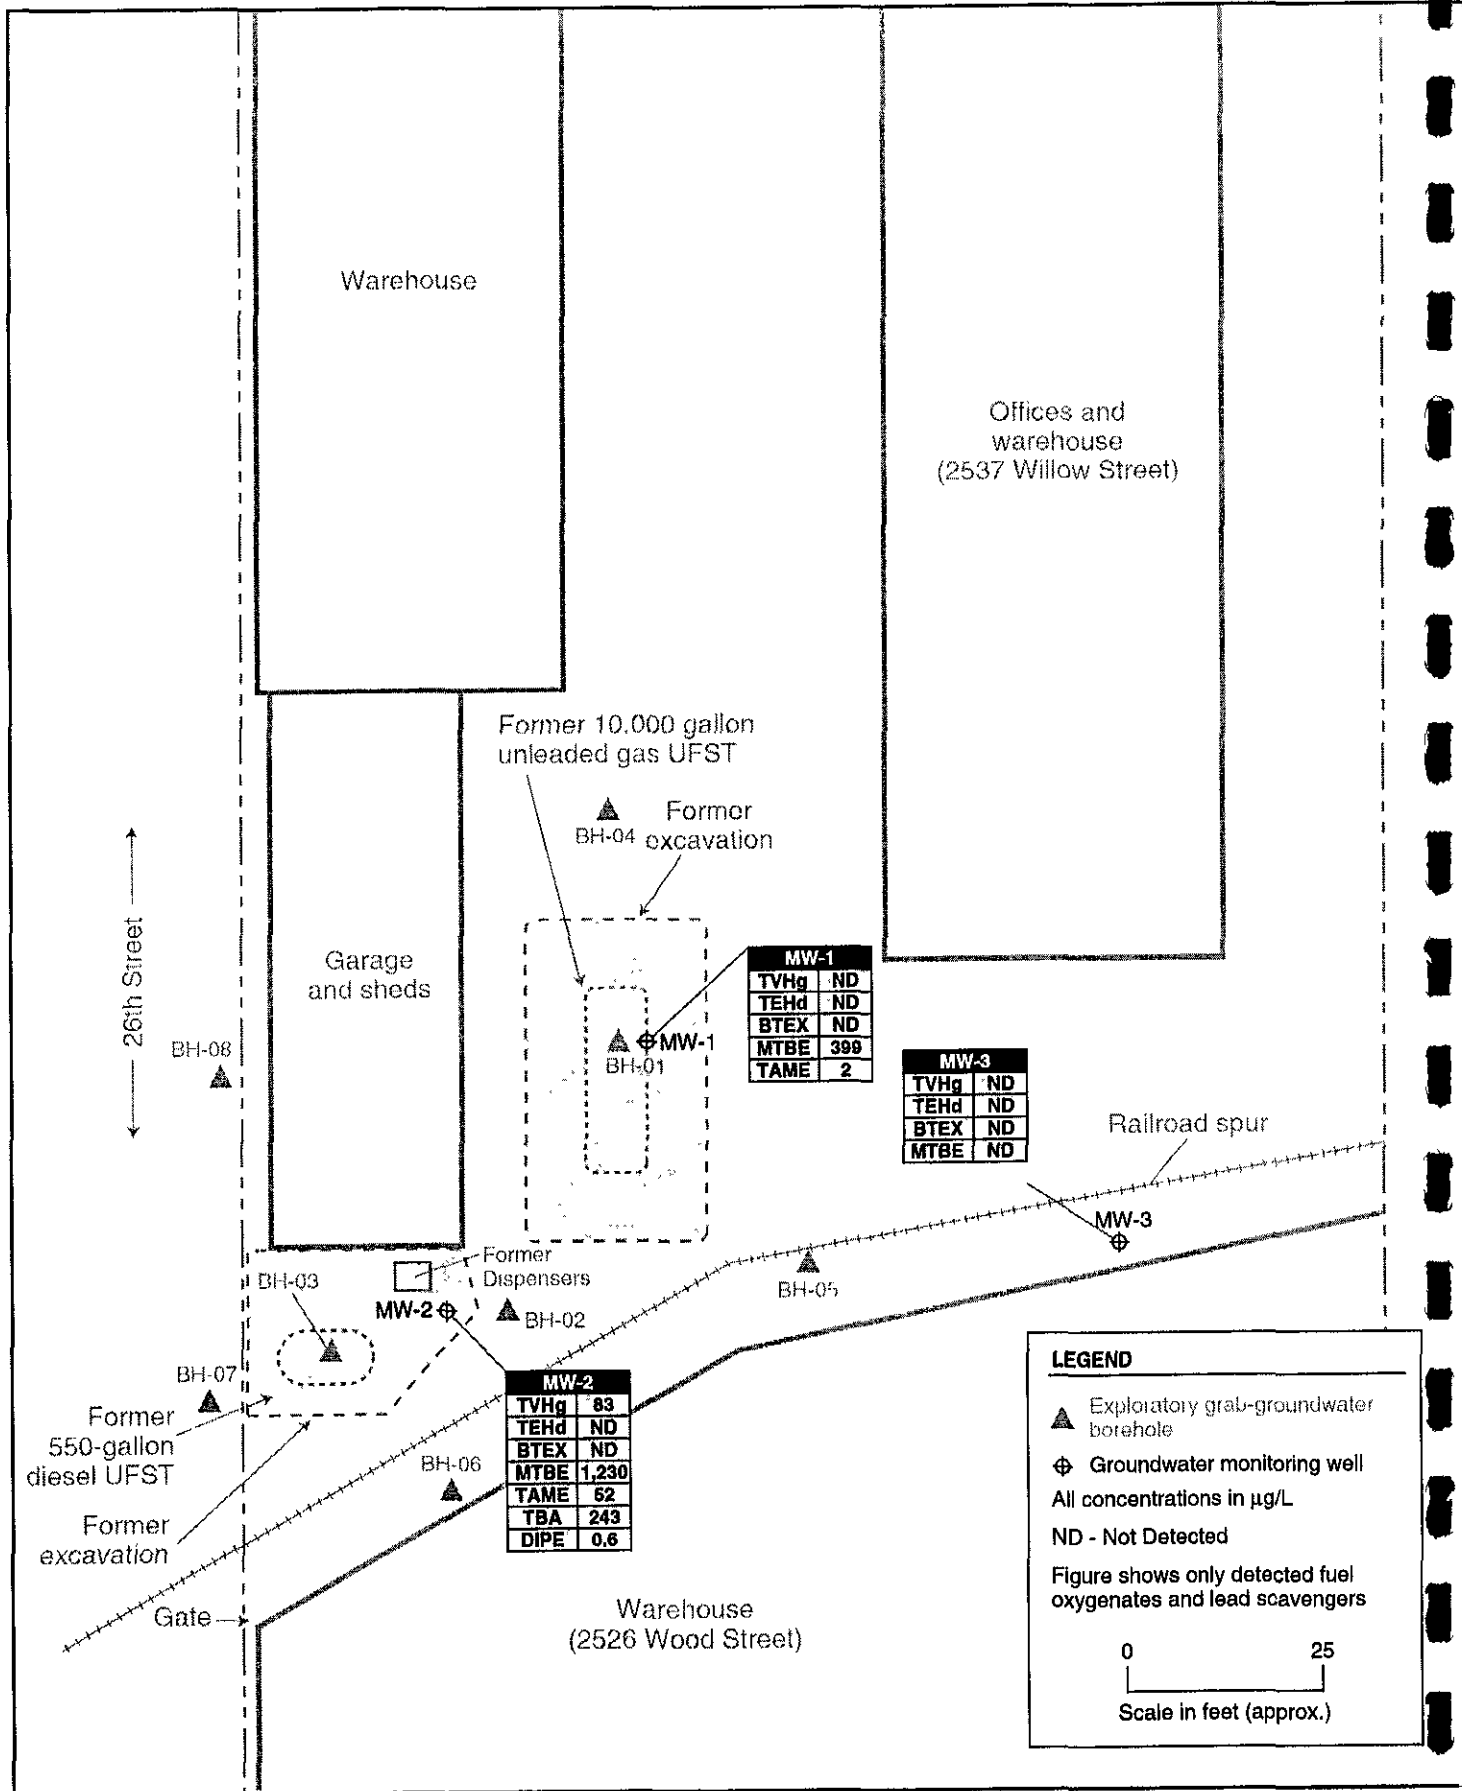 Warehouse
Offices and
warehouse
(2537 Willow Street)
Former 10,000 gallon
unleaded gas UFST
BH-04
Former
excavation
26th Street
Garage
and sheds
BH-08
BH-01
MW-1
MW-1
TVHg ND
TEHd ND
BTEX ND
MTBE 399
TAME 2
MW-3
TVHg ND
TEHd ND
BTEX ND
MTBE ND
Railroad spur
MW-3
BH-03
Former
Dispensers
MW-2
BH-02
BH-05
BH-07
Former
550-gallon
diesel UFST
MW-2
TVHg 83
TEHd ND
BTEX ND
MTBE 1,230
TAME 52
TBA 243
DIPE 0.6
BH-06
Former
excavation
Gate
Warehouse
(2526 Wood Street)
LEGEND
Exploratory grab-groundwater
borehole
Groundwater monitoring well
All concentrations in µg/L
ND - Not Detected
Figure shows only detected fuel
oxygenates and lead scavengers
0 25
Scale in feet (approx.)